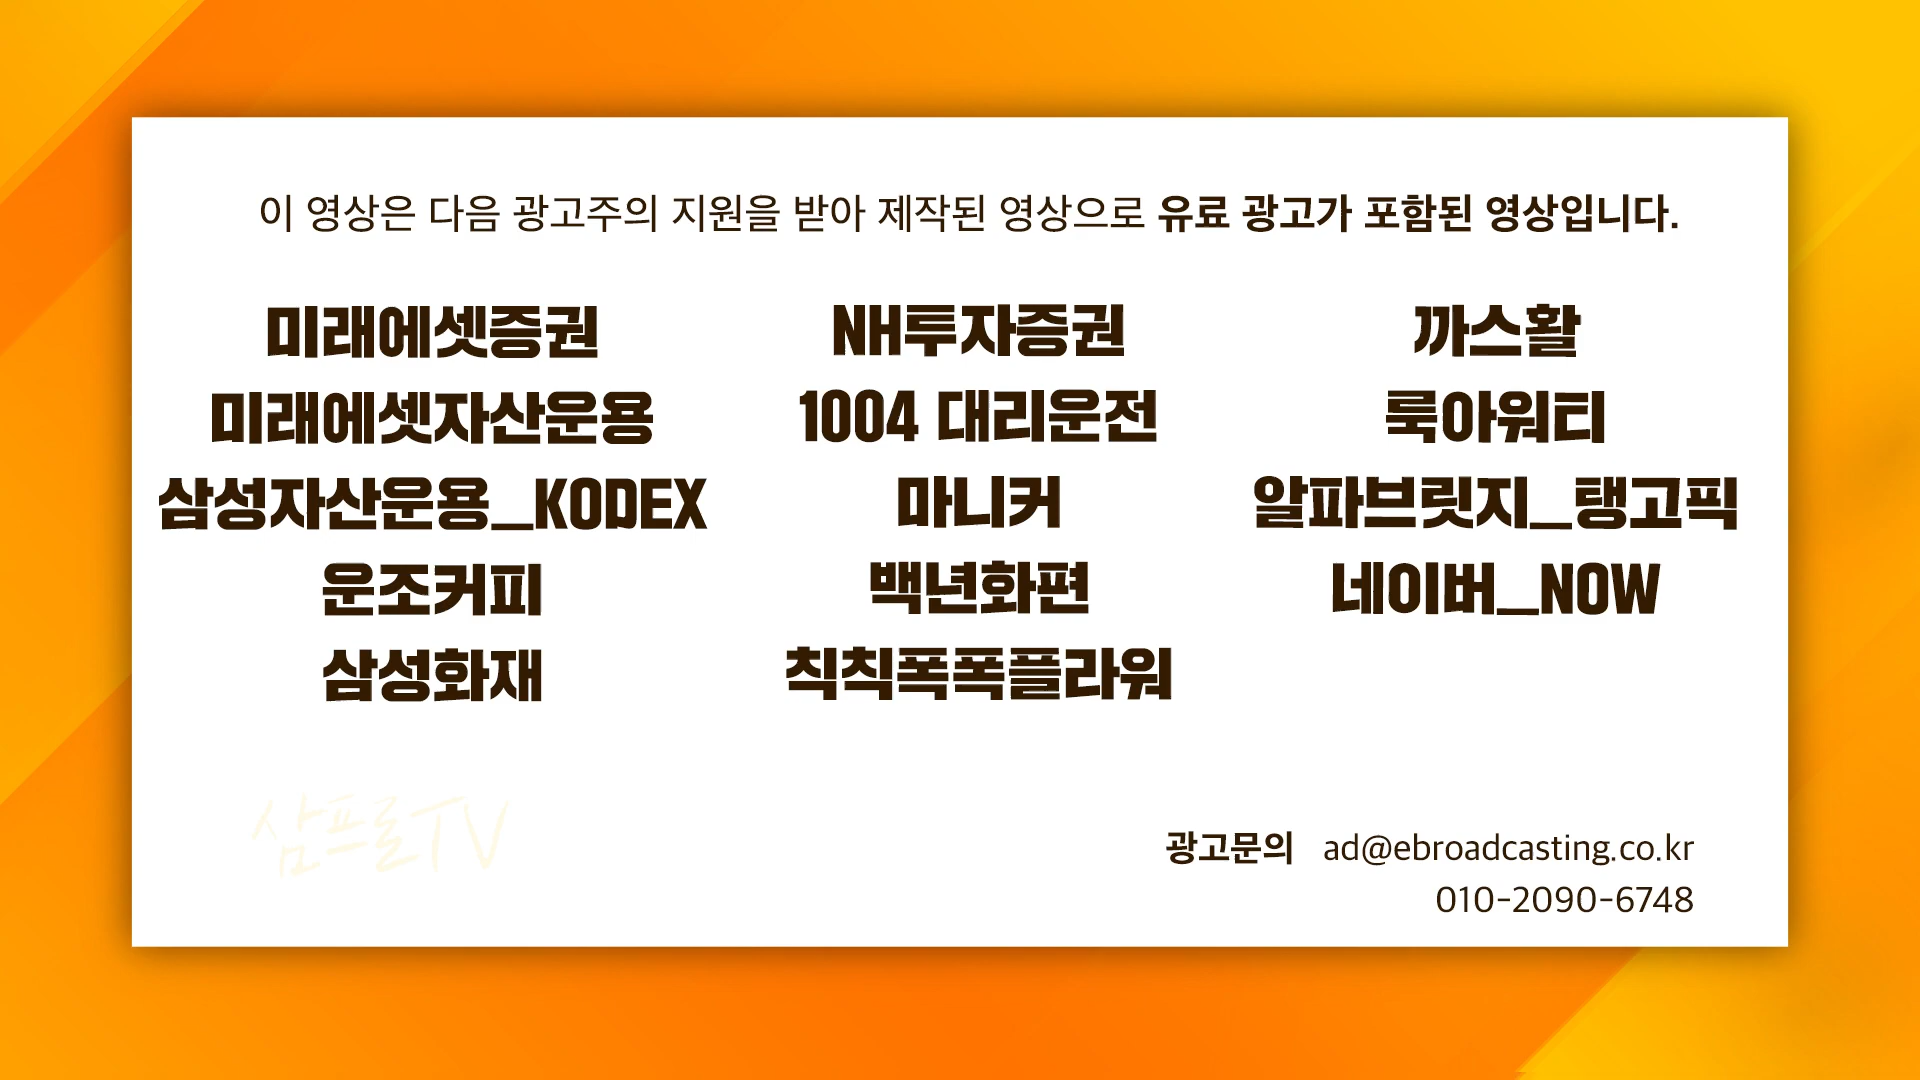 이 영상은 다음 광고주의 지원을 받아 제작된 영상으로 유료 광고가 포함된 영상입니다.
미래에셋증권
미래에셋자산운용
삼성자산운용_KODEX
운조커피
삼성화재
NH투자증권
1004 대리운전
마니커
백년화편
칙칙폭폭플라워
까스활
룩아워티
알파브릿지_탱고픽
네이버_NOW
삼프로TV
광고문의 ad@ebroadcasting.co.kr
010-2090-6748